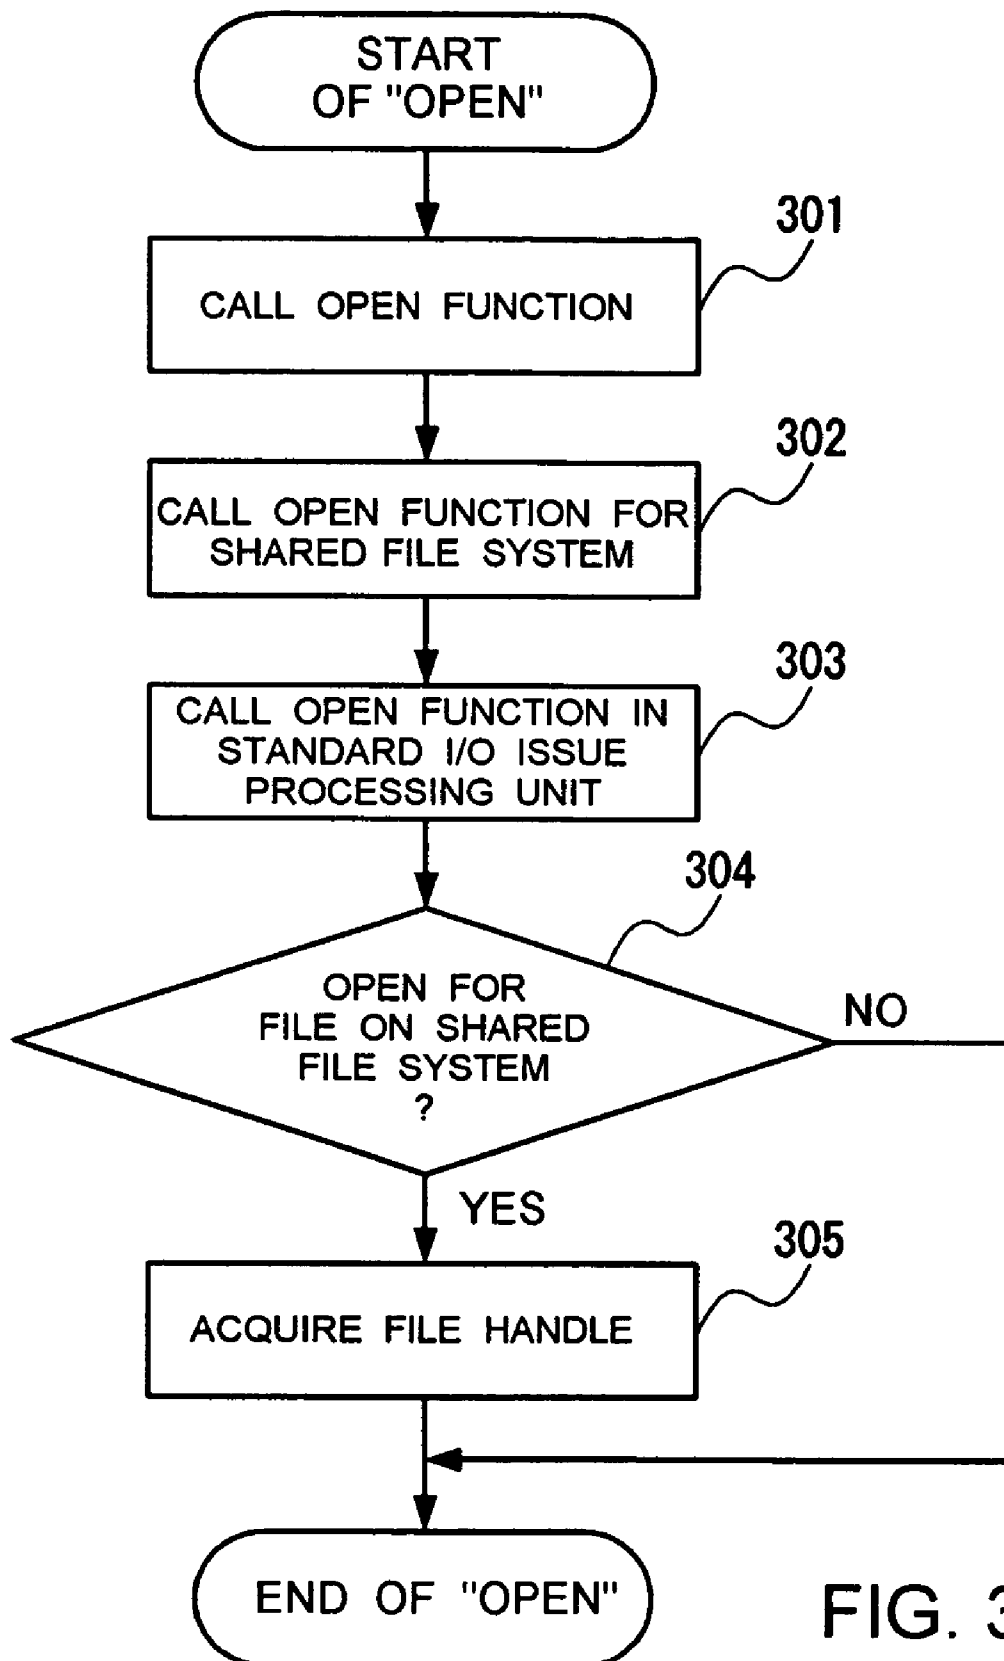 START
OF "OPEN"
301
CALL OPEN FUNCTION
302
CALL OPEN FUNCTION FOR
SHARED FILE SYSTEM
303
CALL OPEN FUNCTION IN
STANDARD I/O ISSUE
PROCESSING UNIT
304
OPEN FOR
FILE ON SHARED
FILE SYSTEM
?
NO
YES
305
ACQUIRE FILE HANDLE
END OF "OPEN"
FIG. 3